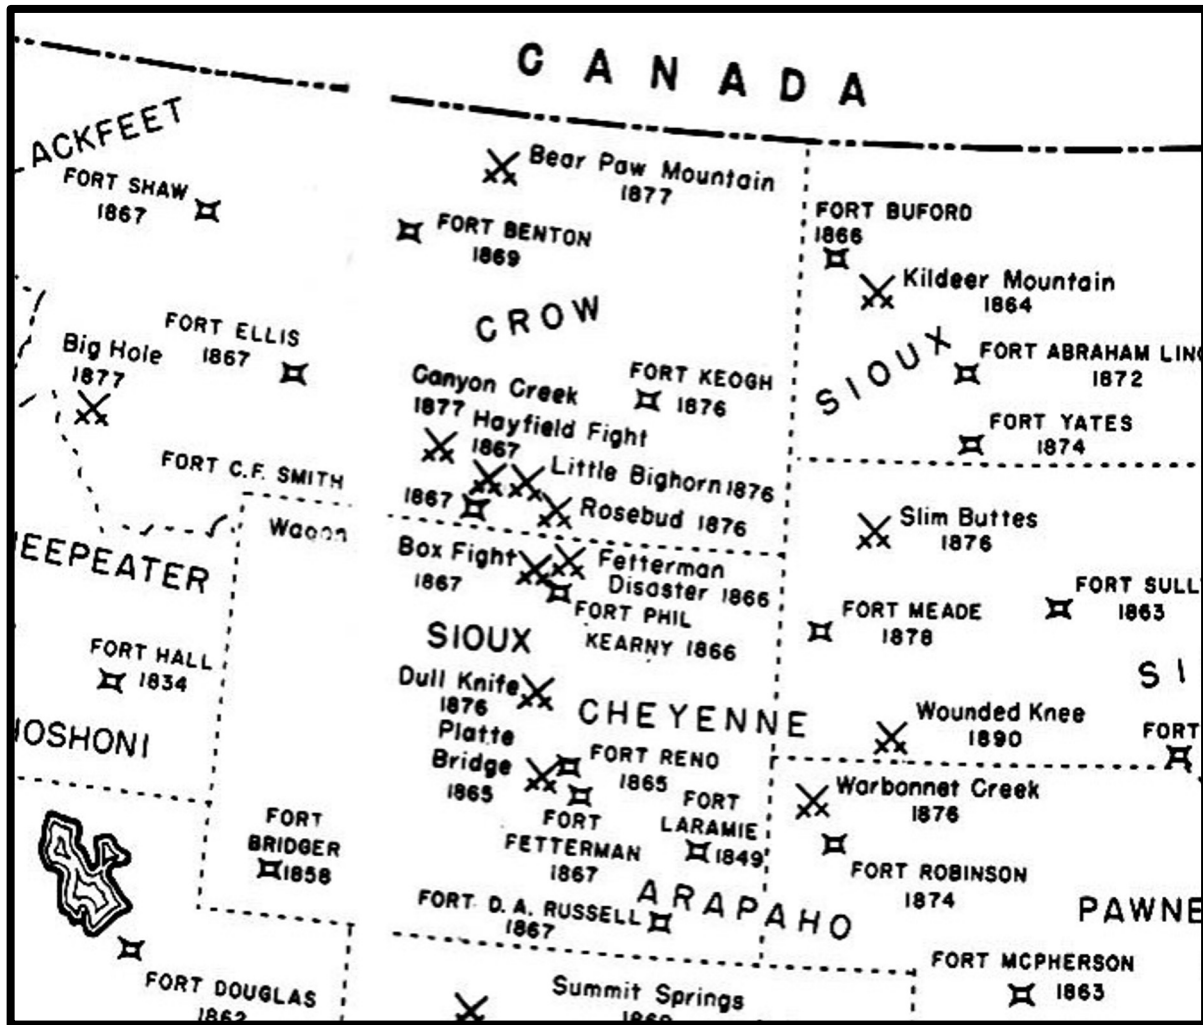 CANADA
ACKFEET
FORT SHAW
1867
Bear Paw Mountain
1877
FORT BENTON
1869
FORT BUFORD
1866
Kildeer Mountain
1864
CROW
SIOUX
FORT ELLIS
1867
Big Hole
1877
Canyon Creek
1877
Hayfield Fight
1867
FORT KEOGH
1876
FORT ABRAHAM LINC
1872
FORT YATES
1874
FORT C.F. SMITH
1867
Little Bighorn 1876
Rosebud 1876
Wagon
Box Fight
1867
Fetterman
Disaster 1866
FORT PHIL
KEARNY 1866
Slim Buttes
1876
FORT SULL
1863
FORT MEADE
1878
EEPEATER
SIOUX
SI
FORT HALL
1834
Dull Knife
1876
CHEYENNE
Wounded Knee
1890
FORT
HOSHONI
Platte
Bridge
1865
FORT RENO
1865
FORT
LARAMIE
1849
Warbonnet Creek
1876
FORT
BRIDGER
1858
FORT
FETTERMAN
1867
FORT ROBINSON
1874
ARAPAHO
PAWNE
FORT D.A. RUSSELL
1867
FORT MCPHERSON
1863
FORT DOUGLAS
1862
Summit Springs
1869